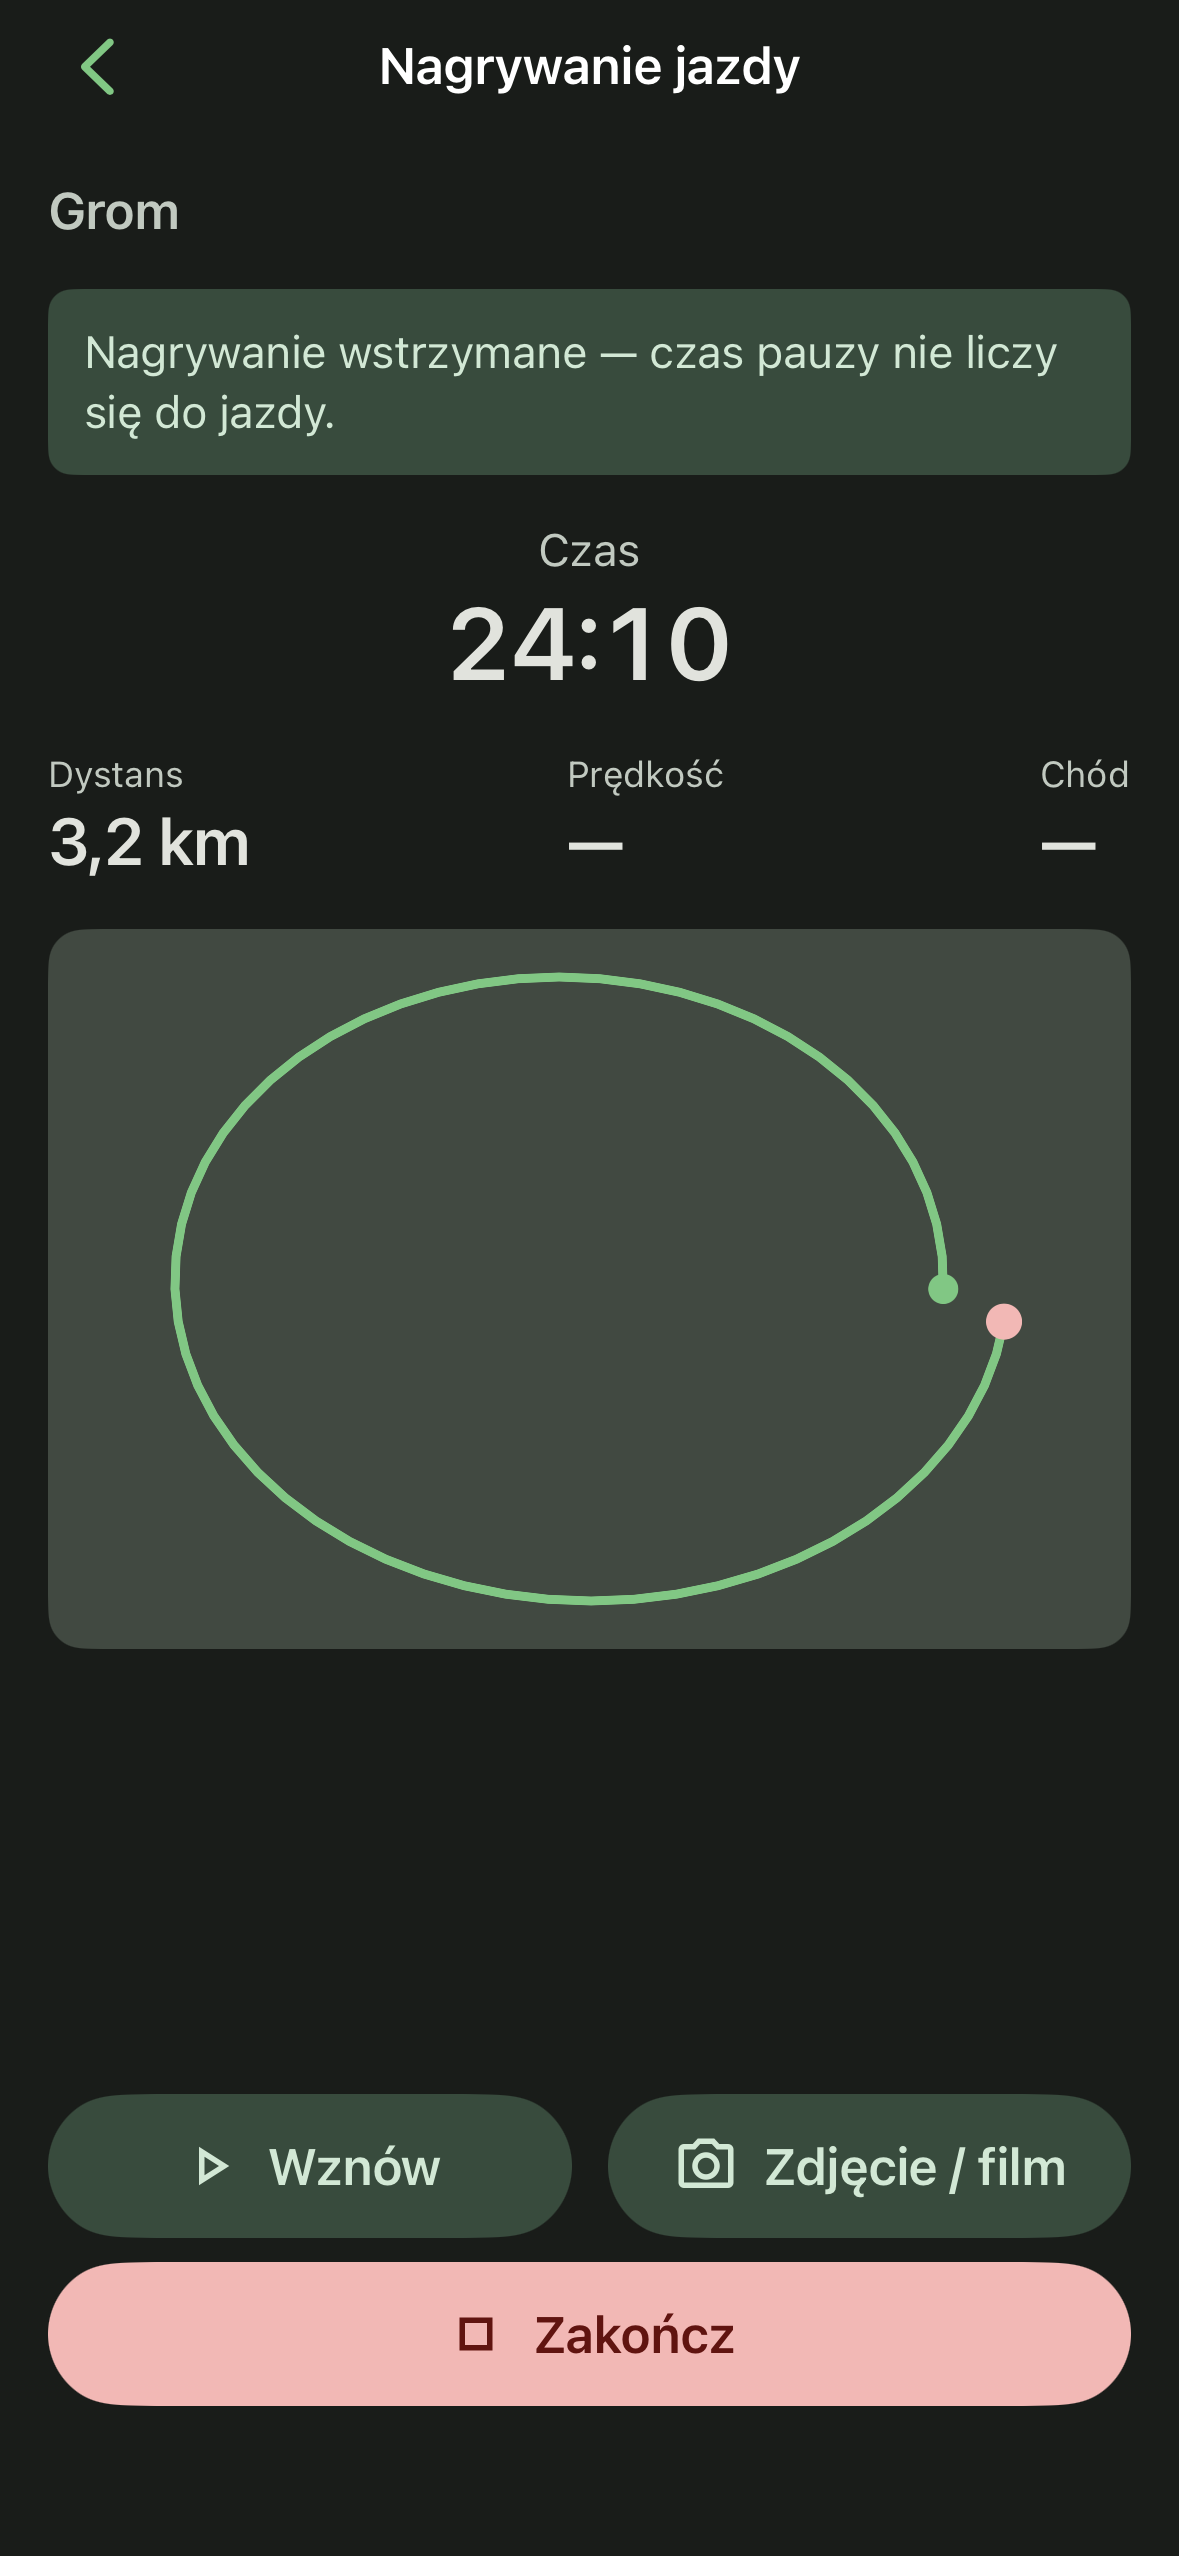 Nagrywanie jazdy
Grom
Nagrywanie wstrzymane — czas pauzy nie liczy
się do jazdy.
Czas
24:10
Dystans
Prędkość
Chód
3,2 km
—
—
Wznów
Zdjęcie / film
Zakończ